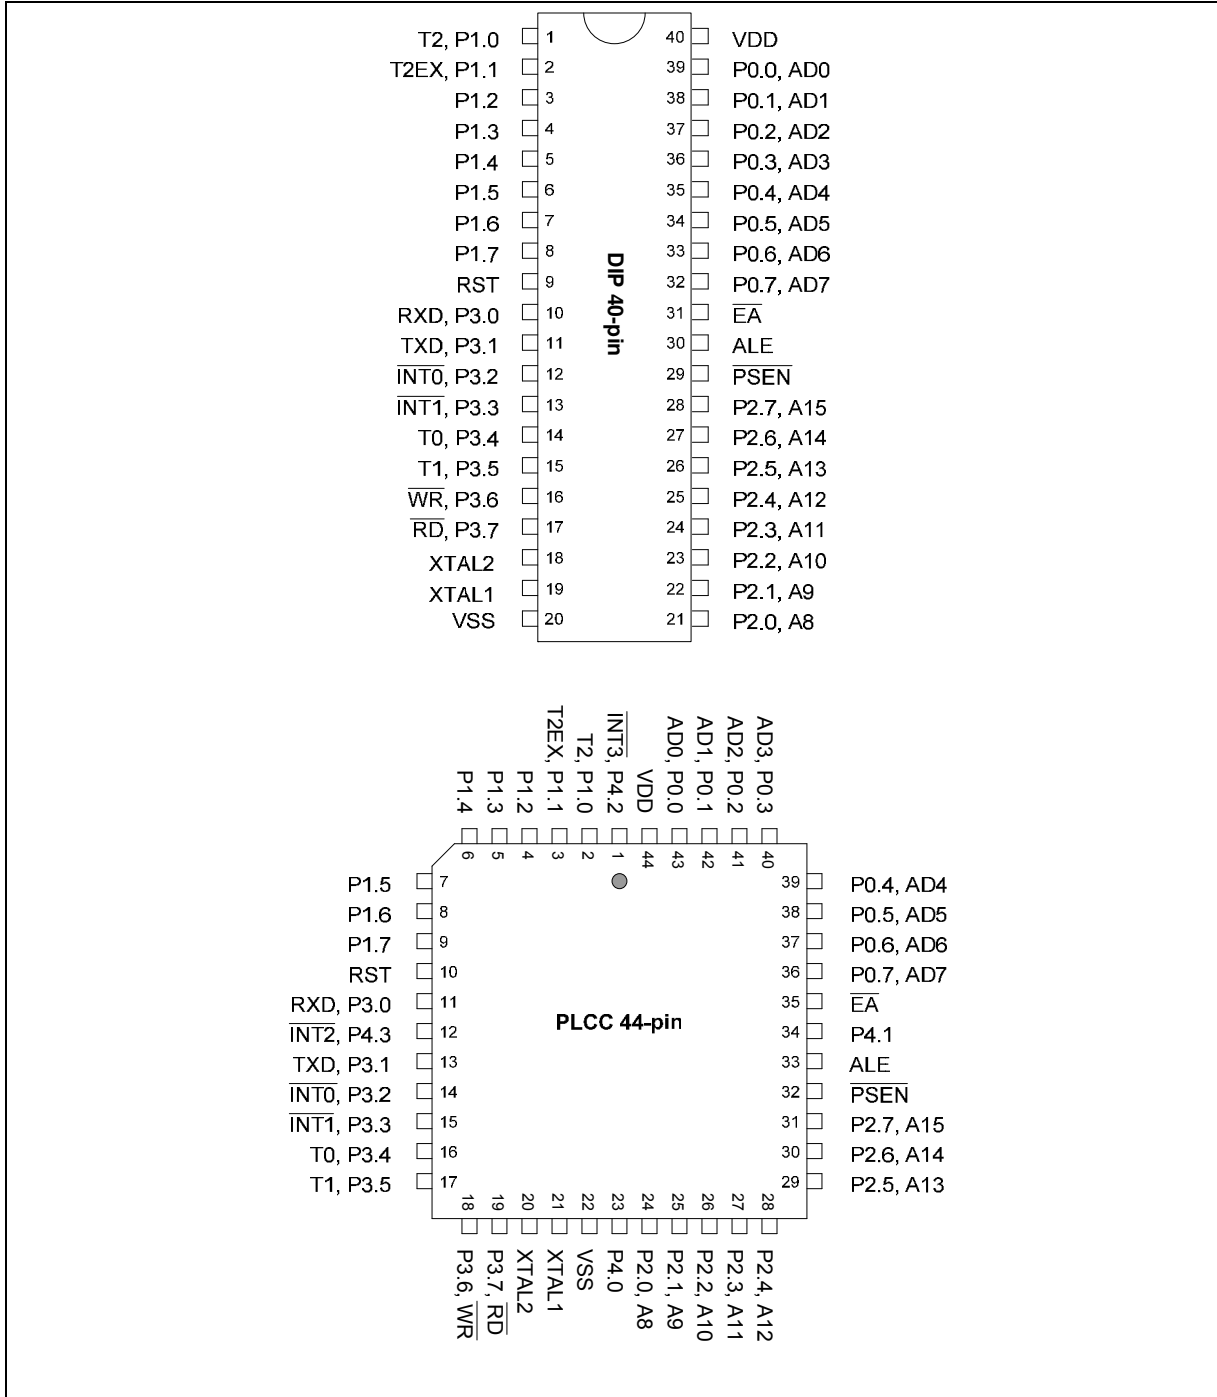 T2, P1.0 1 40 VDD
T2EX, P1.1 2 39 P0.0, AD0
P1.2 3 38 P0.1, AD1
P1.3 4 37 P0.2, AD2
P1.4 5 36 P0.3, AD3
P1.5 6 35 P0.4, AD4
P1.6 7 34 P0.5, AD5
P1.7 8 33 P0.6, AD6
RST 9 32 P0.7, AD7
RXD, P3.0 10 31 E̅A̅
TXD, P3.1 11 30 ALE
I̅N̅T̅0̅, P3.2 12 29 P̅S̅E̅N̅
I̅N̅T̅1̅, P3.3 13 28 P2.7, A15
T0, P3.4 14 27 P2.6, A14
T1, P3.5 15 26 P2.5, A13
W̅R̅, P3.6 16 25 P2.4, A12
R̅D̅, P3.7 17 24 P2.3, A11
XTAL2 18 23 P2.2, A10
XTAL1 19 22 P2.1, A9
VSS 20 21 P2.0, A8
DIP 40-pin
P1.4
P1.3
P1.2
T2EX, P1.1
T2, P1.0
I̅N̅T̅3̅, P4.2
VDD
AD0, P0.0
AD1, P0.1
AD2, P0.2
AD3, P0.3
6 5 4 3 2 1 44 43 42 41 40
P1.5 7 39 P0.4, AD4
P1.6 8 38 P0.5, AD5
P1.7 9 37 P0.6, AD6
RST 10 36 P0.7, AD7
RXD, P3.0 11 35 E̅A̅
I̅N̅T̅2̅, P4.3 12 34 P4.1
TXD, P3.1 13 33 ALE
I̅N̅T̅0̅, P3.2 14 32 P̅S̅E̅N̅
I̅N̅T̅1̅, P3.3 15 31 P2.7, A15
T0, P3.4 16 30 P2.6, A14
T1, P3.5 17 29 P2.5, A13
PLCC 44-pin
18 19 20 21 22 23 24 25 26 27 28
P3.6, W̅R̅
P3.7, R̅D̅
XTAL2
XTAL1
VSS
P4.0
P2.0, A8
P2.1, A9
P2.2, A10
P2.3, A11
P2.4, A12